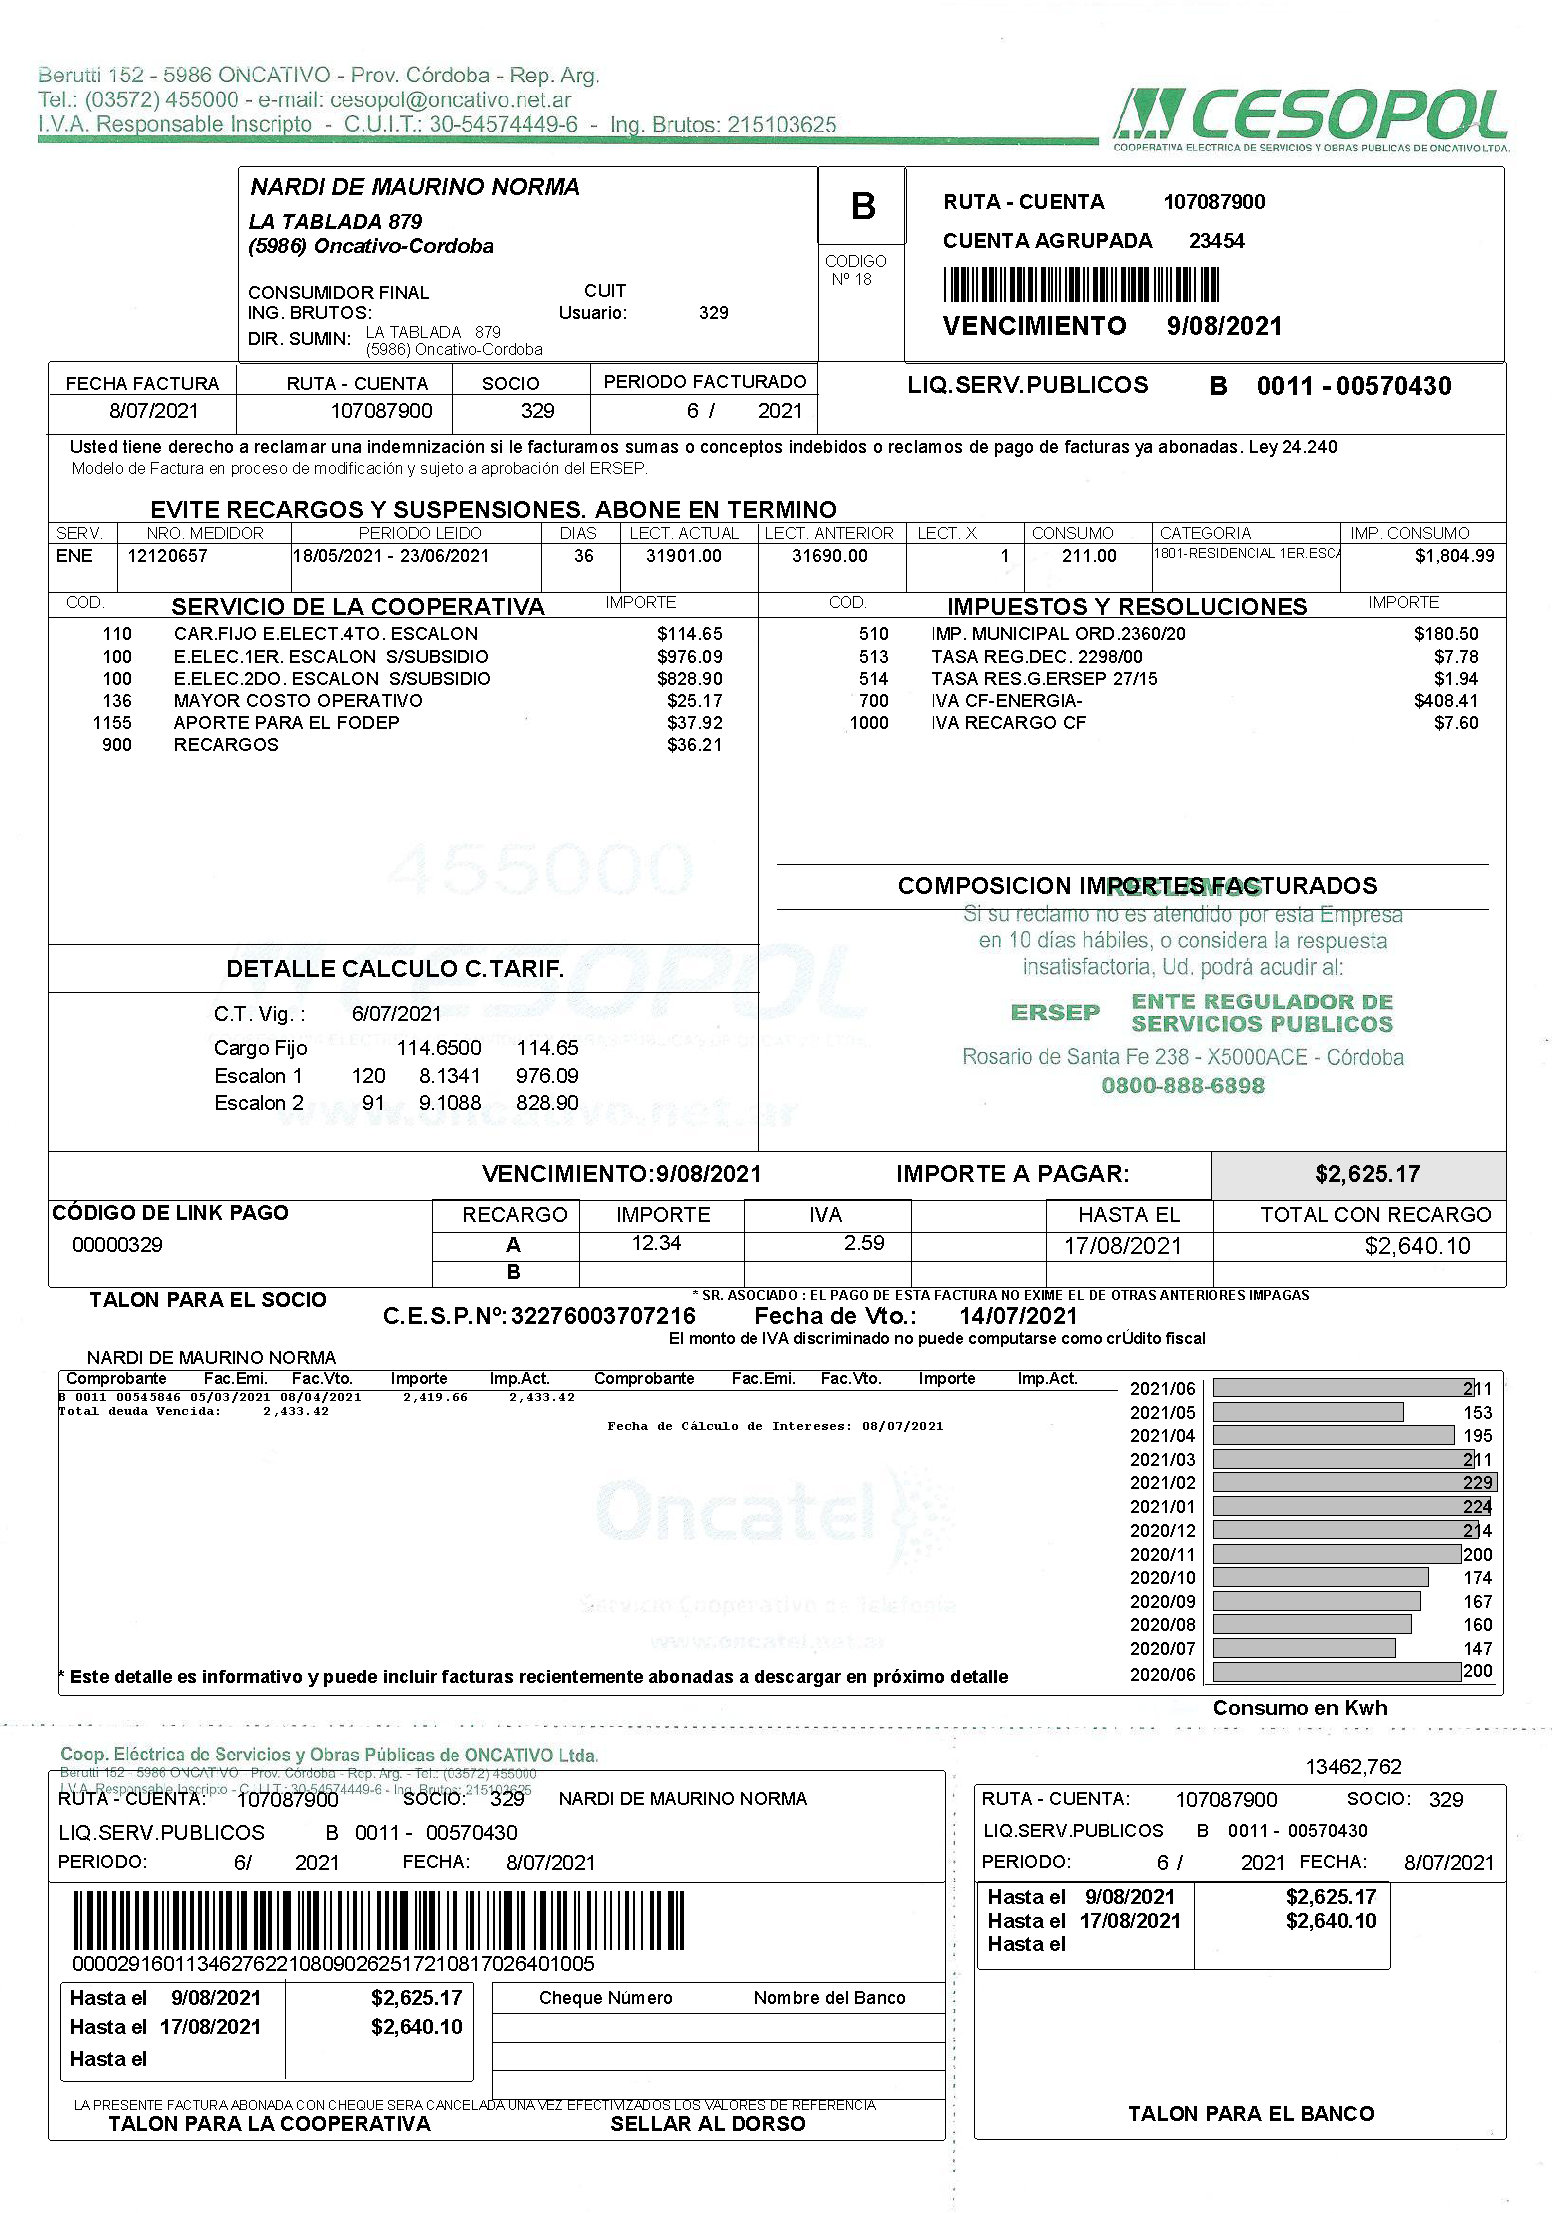 Berutti 152 - 5986 ONCATIVO - Prov. Córdoba - Rep. Arg.
Tel.: (03572) 455000 - e-mail: cesopol@oncativo.net.ar
I.V.A. Responsable Inscripto - C.U.I.T.: 30-54574449-6 - Ing. Brutos: 215103625
CESOPOL
COOPERATIVA ELECTRICA DE SERVICIOS Y OBRAS PUBLICAS DE ONCATIVO LTDA.
NARDI DE MAURINO NORMA
LA TABLADA 879
(5986) Oncativo-Cordoba
CONSUMIDOR FINAL CUIT
ING. BRUTOS: Usuario: 329
DIR. SUMIN: LA TABLADA 879
(5986) Oncativo-Cordoba
B
CODIGO
Nº 18
RUTA - CUENTA 107087900
CUENTA AGRUPADA 23454
VENCIMIENTO 9/08/2021
FECHA FACTURA RUTA - CUENTA SOCIO PERIODO FACTURADO
8/07/2021 107087900 329 6 / 2021
LIQ.SERV.PUBLICOS B 0011 - 00570430
Usted tiene derecho a reclamar una indemnización si le facturamos sumas o conceptos indebidos o reclamos de pago de facturas ya abonadas. Ley 24.240
Modelo de Factura en proceso de modificación y sujeto a aprobación del ERSEP.
EVITE RECARGOS Y SUSPENSIONES. ABONE EN TERMINO
SERV. NRO. MEDIDOR PERIODO LEIDO DIAS LECT. ACTUAL LECT. ANTERIOR LECT. X CONSUMO CATEGORIA IMP. CONSUMO
ENE 12120657 18/05/2021 - 23/06/2021 36 31901.00 31690.00 1 211.00 1801-RESIDENCIAL 1ER.ESCA $1,804.99
COD. SERVICIO DE LA COOPERATIVA IMPORTE
110 CAR.FIJO E.ELECT.4TO. ESCALON $114.65
100 E.ELEC.1ER. ESCALON S/SUBSIDIO $976.09
100 E.ELEC.2DO. ESCALON S/SUBSIDIO $828.90
136 MAYOR COSTO OPERATIVO $25.17
1155 APORTE PARA EL FODEP $37.92
900 RECARGOS $36.21
COD. IMPUESTOS Y RESOLUCIONES IMPORTE
510 IMP. MUNICIPAL ORD.2360/20 $180.50
513 TASA REG.DEC. 2298/00 $7.78
514 TASA RES.G.ERSEP 27/15 $1.94
700 IVA CF-ENERGIA- $408.41
1000 IVA RECARGO CF $7.60
455000
CESOPOL
www.oncativo.net.ar
COMPOSICION IMPORTES FACTURADOS
RECLAMOS
Si su reclamo no es atendido por esta Empresa
en 10 días hábiles, o considera la respuesta
insatisfactoria, Ud. podrá acudir al:
ERSEP ENTE REGULADOR DE
SERVICIOS PUBLICOS
Rosario de Santa Fe 238 - X5000ACE - Córdoba
0800-888-6898
DETALLE CALCULO C.TARIF.
C.T. Vig. : 6/07/2021
Cargo Fijo 114.6500 114.65
Escalon 1 120 8.1341 976.09
Escalon 2 91 9.1088 828.90
VENCIMIENTO:9/08/2021 IMPORTE A PAGAR: $2,625.17
CÓDIGO DE LINK PAGO
00000329
RECARGO IMPORTE IVA HASTA EL TOTAL CON RECARGO
A 12.34 2.59 17/08/2021 $2,640.10
B
TALON PARA EL SOCIO
* SR. ASOCIADO : EL PAGO DE ESTA FACTURA NO EXIME EL DE OTRAS ANTERIORES IMPAGAS
C.E.S.P.Nº: 32276003707216 Fecha de Vto.: 14/07/2021
El monto de IVA discriminado no puede computarse como crÚdito fiscal
NARDI DE MAURINO NORMA
Comprobante Fac.Emi. Fac.Vto. Importe Imp.Act. Comprobante Fac.Emi. Fac.Vto. Importe Imp.Act.
B 0011 00545846 05/03/2021 08/04/2021 2,419.66 2,433.42
Total deuda Vencida: 2,433.42
Fecha de Cálculo de Intereses: 08/07/2021
Oncatel
Servicio Cooperativo de Telefonía
www.oncatel.net.ar
2021/06 211
2021/05 153
2021/04 195
2021/03 211
2021/02 229
2021/01 224
2020/12 214
2020/11 200
2020/10 174
2020/09 167
2020/08 160
2020/07 147
2020/06 200
* Este detalle es informativo y puede incluir facturas recientemente abonadas a descargar en próximo detalle
Consumo en Kwh
Coop. Eléctrica de Servicios y Obras Públicas de ONCATIVO Ltda.
Berutti 152 - 5986 ONCATIVO - Prov. Córdoba - Rep. Arg. - Tel.: (03572) 455000
I.V.A. Responsable Inscripto - C.U.I.T.: 30-54574449-6 - Ing. Brutos: 215103625
RUTA - CUENTA: 107087900 SOCIO: 329 NARDI DE MAURINO NORMA
LIQ.SERV.PUBLICOS B 0011 - 00570430
PERIODO: 6/ 2021 FECHA: 8/07/2021
0000291601134627622108090262517210817026401005
Hasta el 9/08/2021 $2,625.17
Hasta el 17/08/2021 $2,640.10
Hasta el
Cheque Número Nombre del Banco
LA PRESENTE FACTURA ABONADA CON CHEQUE SERA CANCELADA UNA VEZ EFECTIVIZADOS LOS VALORES DE REFERENCIA
TALON PARA LA COOPERATIVA SELLAR AL DORSO
13462,762
RUTA - CUENTA: 107087900 SOCIO: 329
LIQ.SERV.PUBLICOS B 0011 - 00570430
PERIODO: 6 / 2021 FECHA: 8/07/2021
Hasta el 9/08/2021 $2,625.17
Hasta el 17/08/2021 $2,640.10
Hasta el
TALON PARA EL BANCO